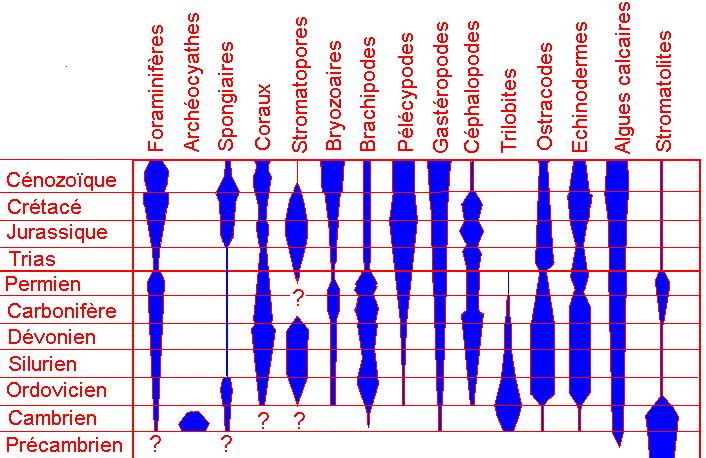 Foraminifères
Archéocyathes
Spongiaires
Coraux
Stromatopores
Bryozoaires
Brachipodes
Pélécypodes
Gastéropodes
Céphalopodes
Trilobites
Ostracodes
Echinodermes
Algues calcaires
Stromatolites
Cénozoïque
Crétacé
Jurassique
Trias
Permien
?
Carbonifère
Dévonien
Silurien
Ordovicien
Cambrien
? ?
Précambrien
? ?